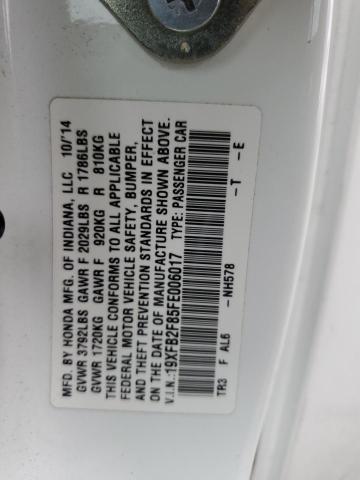 MFD. BY HONDA MFG. OF INDIANA, LLC 10/14
GVWR 3792LBS GAWR F 2029LBS R 1786LBS
GVWR 1720KG GAWR F 920KG R 810KG
THIS VEHICLE CONFORMS TO ALL APPLICABLE
FEDERAL MOTOR VEHICLE SAFETY, BUMPER,
AND THEFT PREVENTION STANDARDS IN EFFECT
ON THE DATE OF MANUFACTURE SHOWN ABOVE.
V.I.N.:19XFB2F85FE006017 TYPE: PASSENGER CAR
-NH578 -T -E
TR3 F AL6